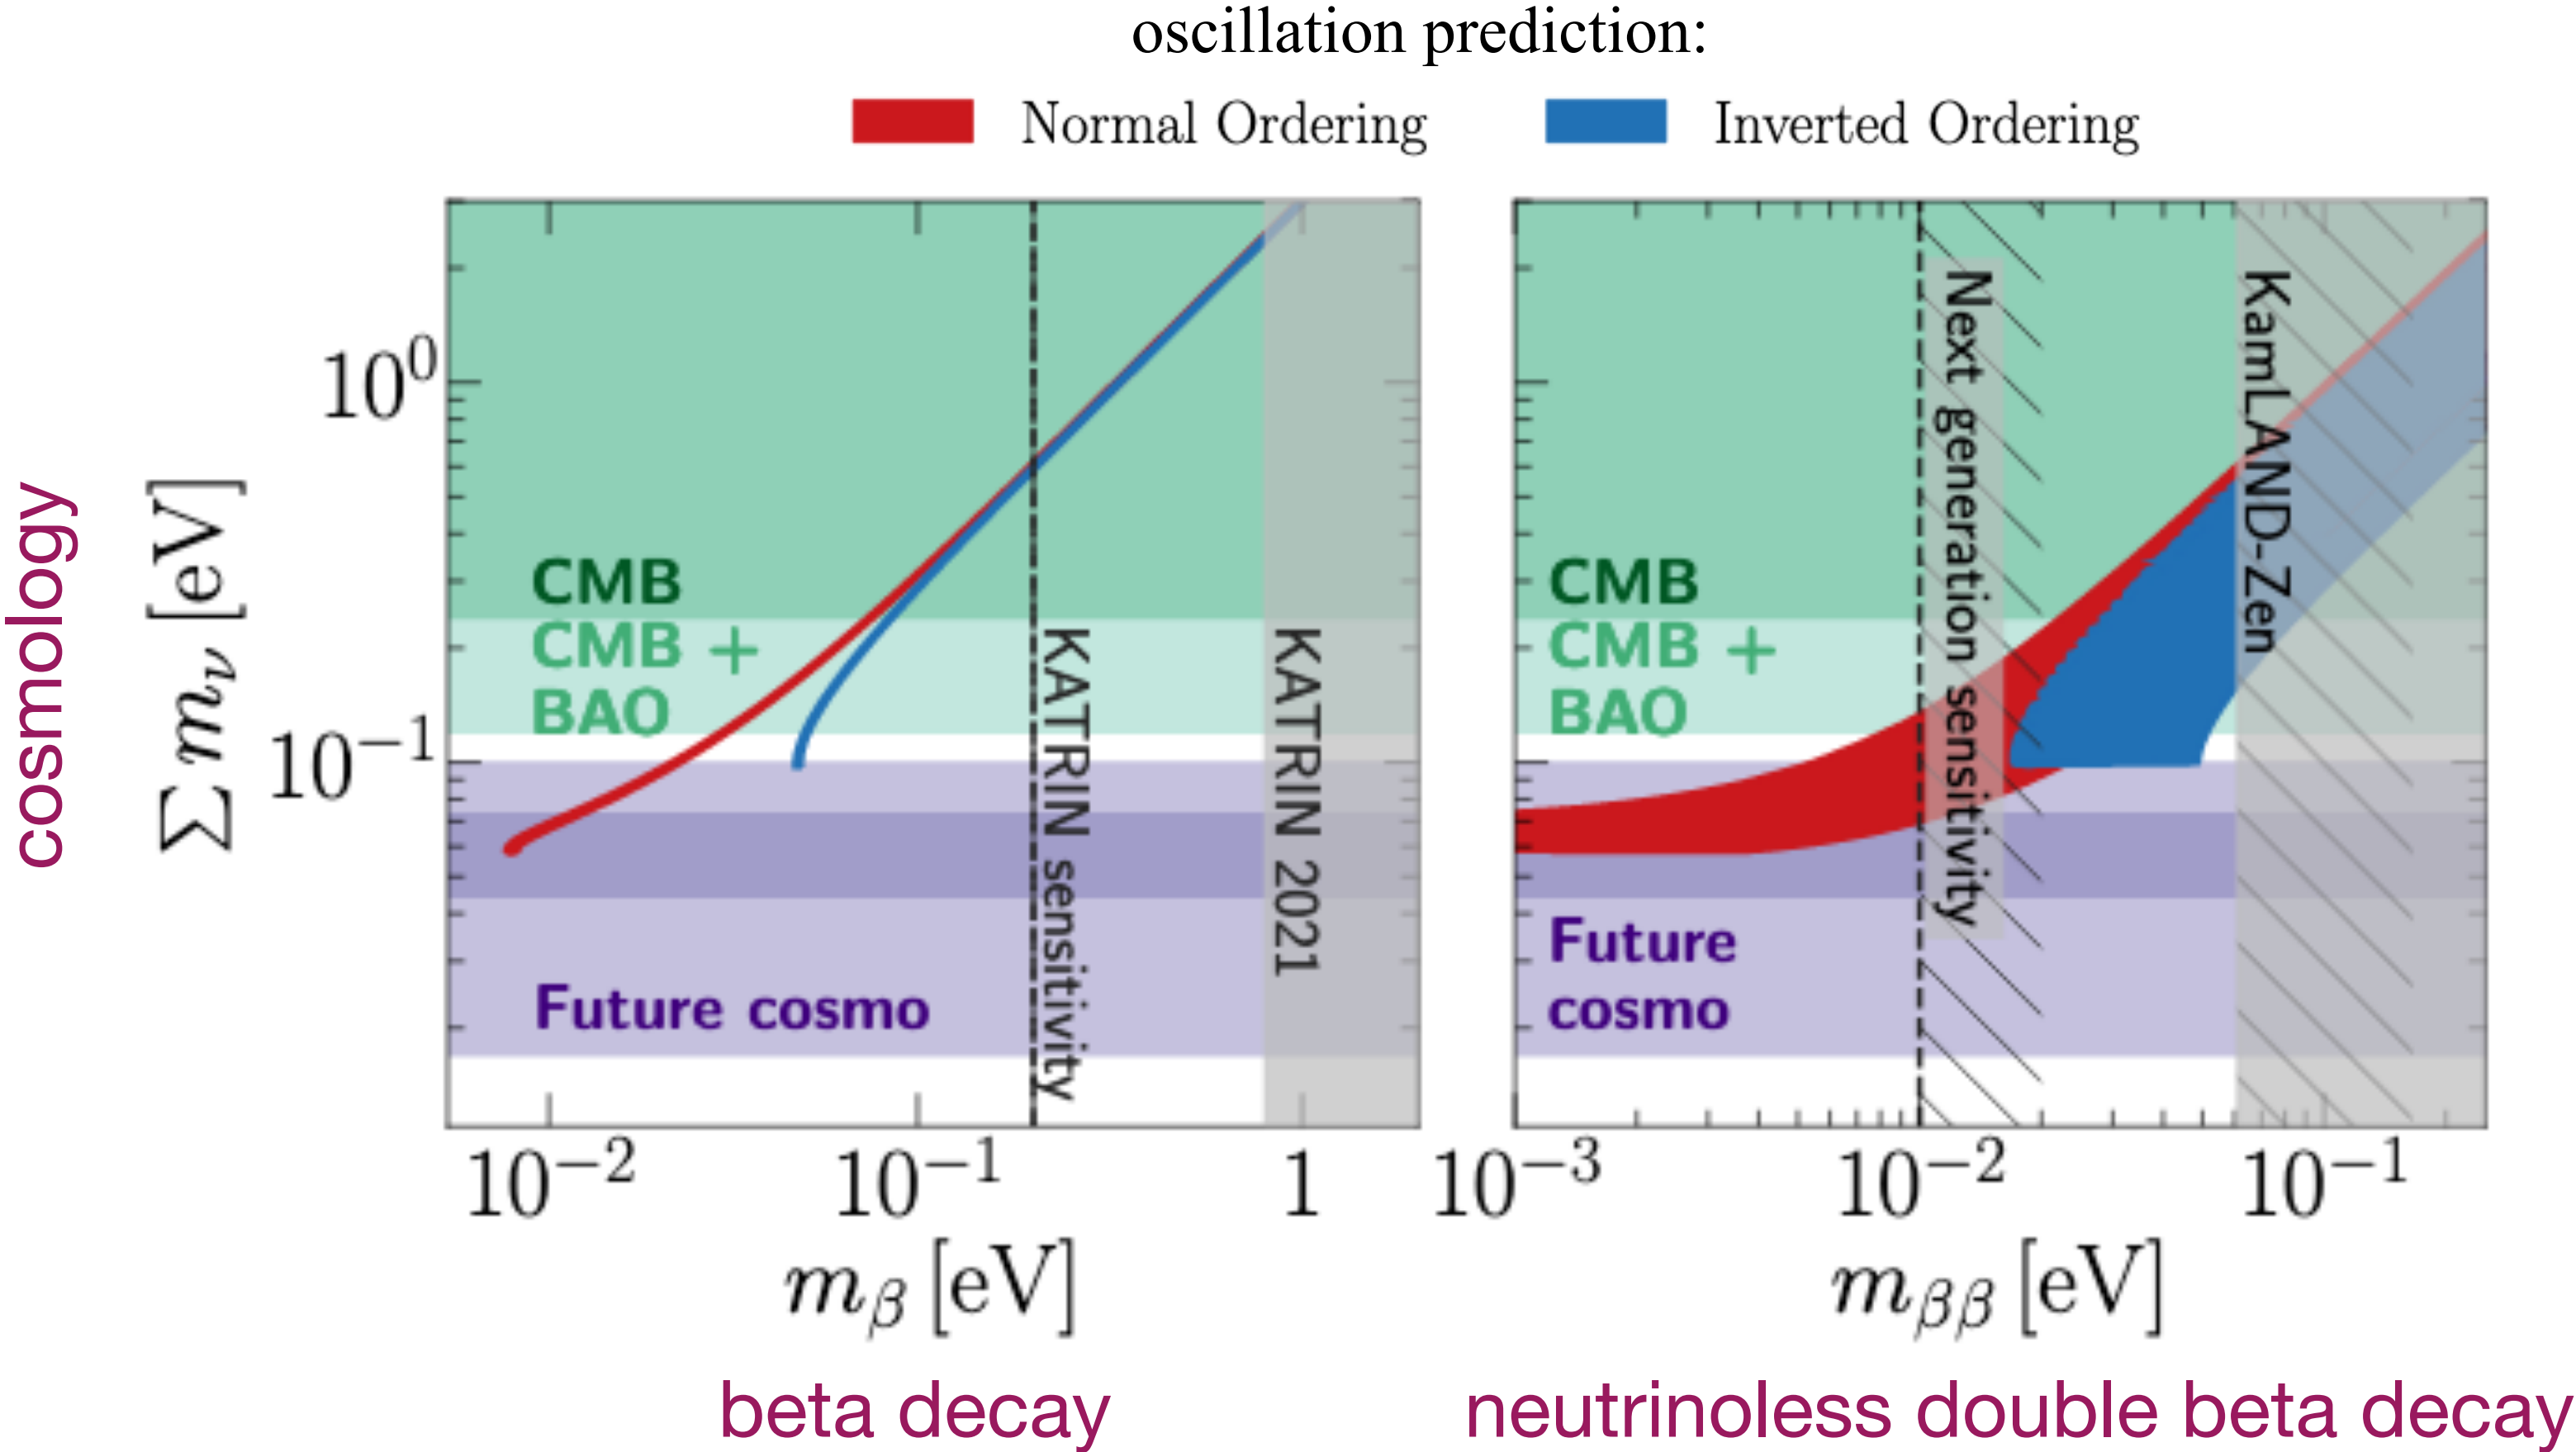 oscillation prediction:
Normal Ordering
Inverted Ordering
cosmology
∑ m_ν [eV]
10^0
10^−1
CMB
CMB +
BAO
Future cosmo
KATRIN sensitivity
KATRIN 2021
10^−2
10^−1
1
m_β [eV]
beta decay
CMB
CMB +
BAO
Future
cosmo
Next generation sensitivity
KamLAND-Zen
10^−3
10^−2
10^−1
m_ββ [eV]
neutrinoless double beta decay